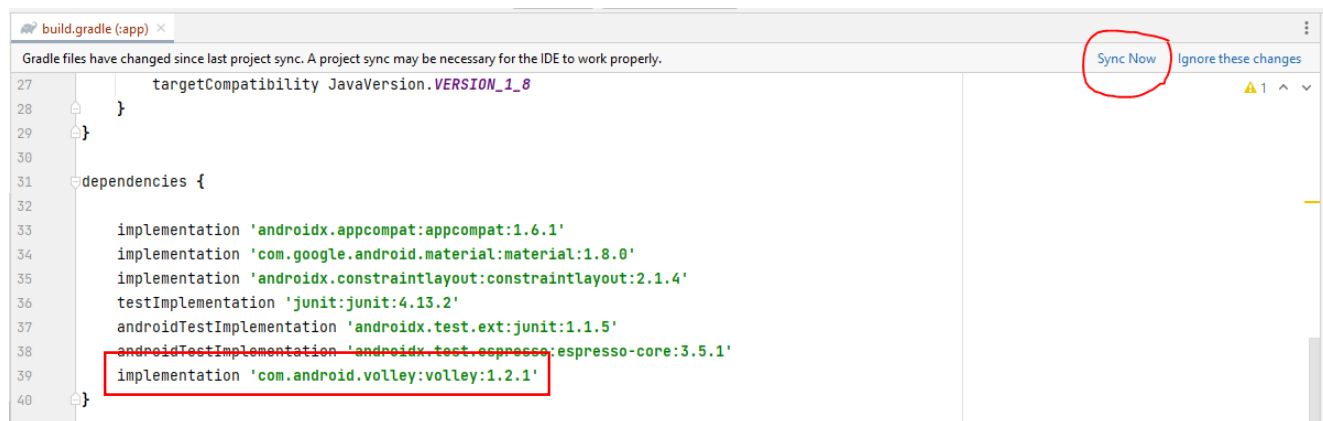 build.gradle (:app)
Gradle files have changed since last project sync. A project sync may be necessary for the IDE to work properly. Sync Now Ignore these changes
27 targetCompatibility JavaVersion.VERSION_1_8 1
28 }
29 }
30
31 dependencies {
32
33 implementation 'androidx.appcompat:appcompat:1.6.1'
34 implementation 'com.google.android.material:material:1.8.0'
35 implementation 'androidx.constraintlayout:constraintlayout:2.1.4'
36 testImplementation 'junit:junit:4.13.2'
37 androidTestImplementation 'androidx.test.ext:junit:1.1.5'
38 androidTestImplementation 'androidx.test.espresso:espresso-core:3.5.1'
39 implementation 'com.android.volley:volley:1.2.1'
40 }